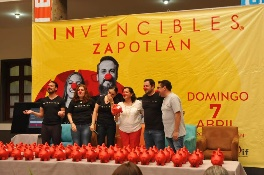 INVENCIBLES
ZAPOTLÁN
DOMINGO
7
ABRIL